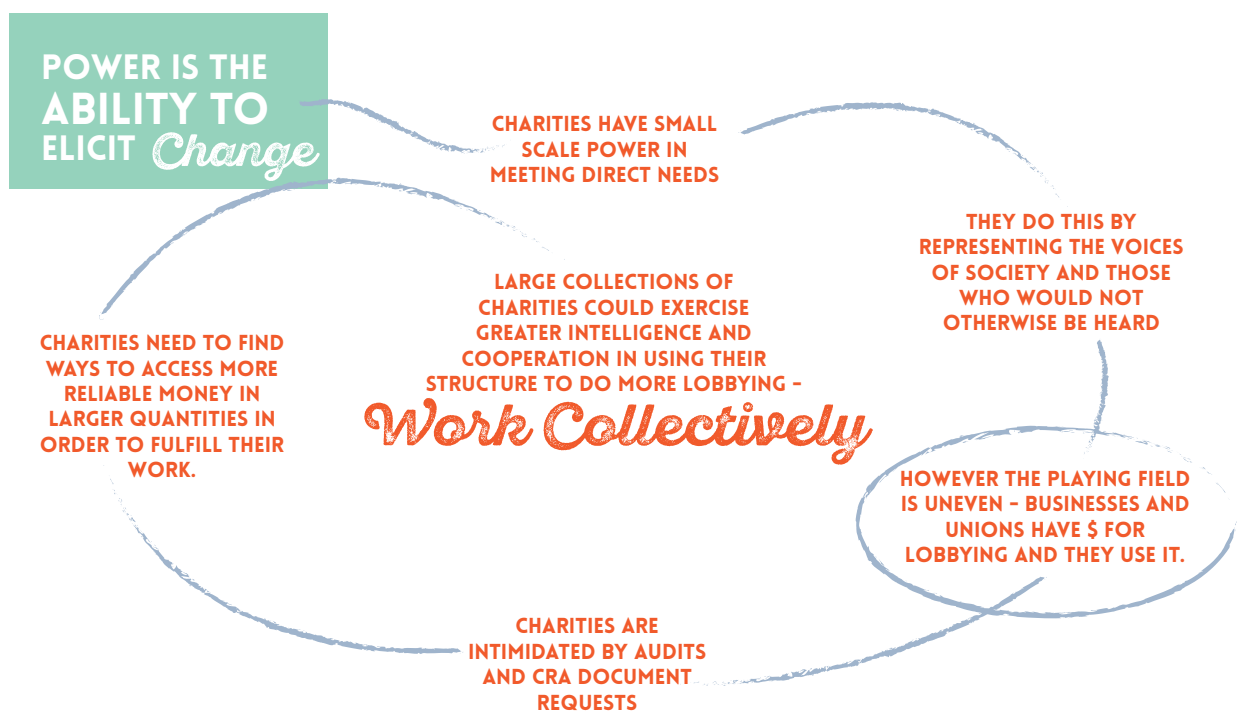 POWER IS THE
ABILITY TO
ELICIT Change
CHARITIES HAVE SMALL
SCALE POWER IN
MEETING DIRECT NEEDS
THEY DO THIS BY
REPRESENTING THE VOICES
OF SOCIETY AND THOSE
WHO WOULD NOT
OTHERWISE BE HEARD
HOWEVER THE PLAYING FIELD
IS UNEVEN - BUSINESSES AND
UNIONS HAVE $ FOR
LOBBYING AND THEY USE IT.
CHARITIES ARE
INTIMIDATED BY AUDITS
AND CRA DOCUMENT
REQUESTS
CHARITIES NEED TO FIND
WAYS TO ACCESS MORE
RELIABLE MONEY IN
LARGER QUANTITIES IN
ORDER TO FULFILL THEIR
WORK.
LARGE COLLECTIONS OF
CHARITIES COULD EXERCISE
GREATER INTELLIGENCE AND
COOPERATION IN USING THEIR
STRUCTURE TO DO MORE LOBBYING -
Work Collectively